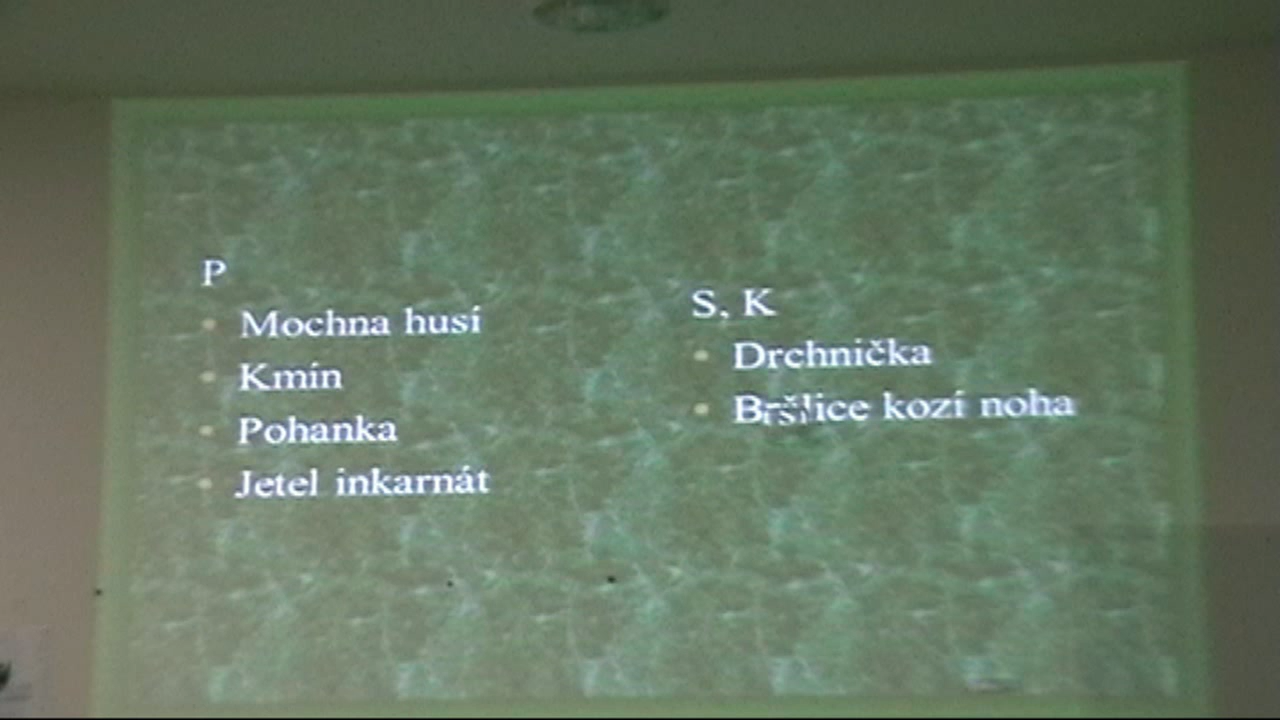 P
Mochna husí
Kmín
Pohanka
Jetel inkarnát
S, K
Drchnička
Bršlice kozí noha